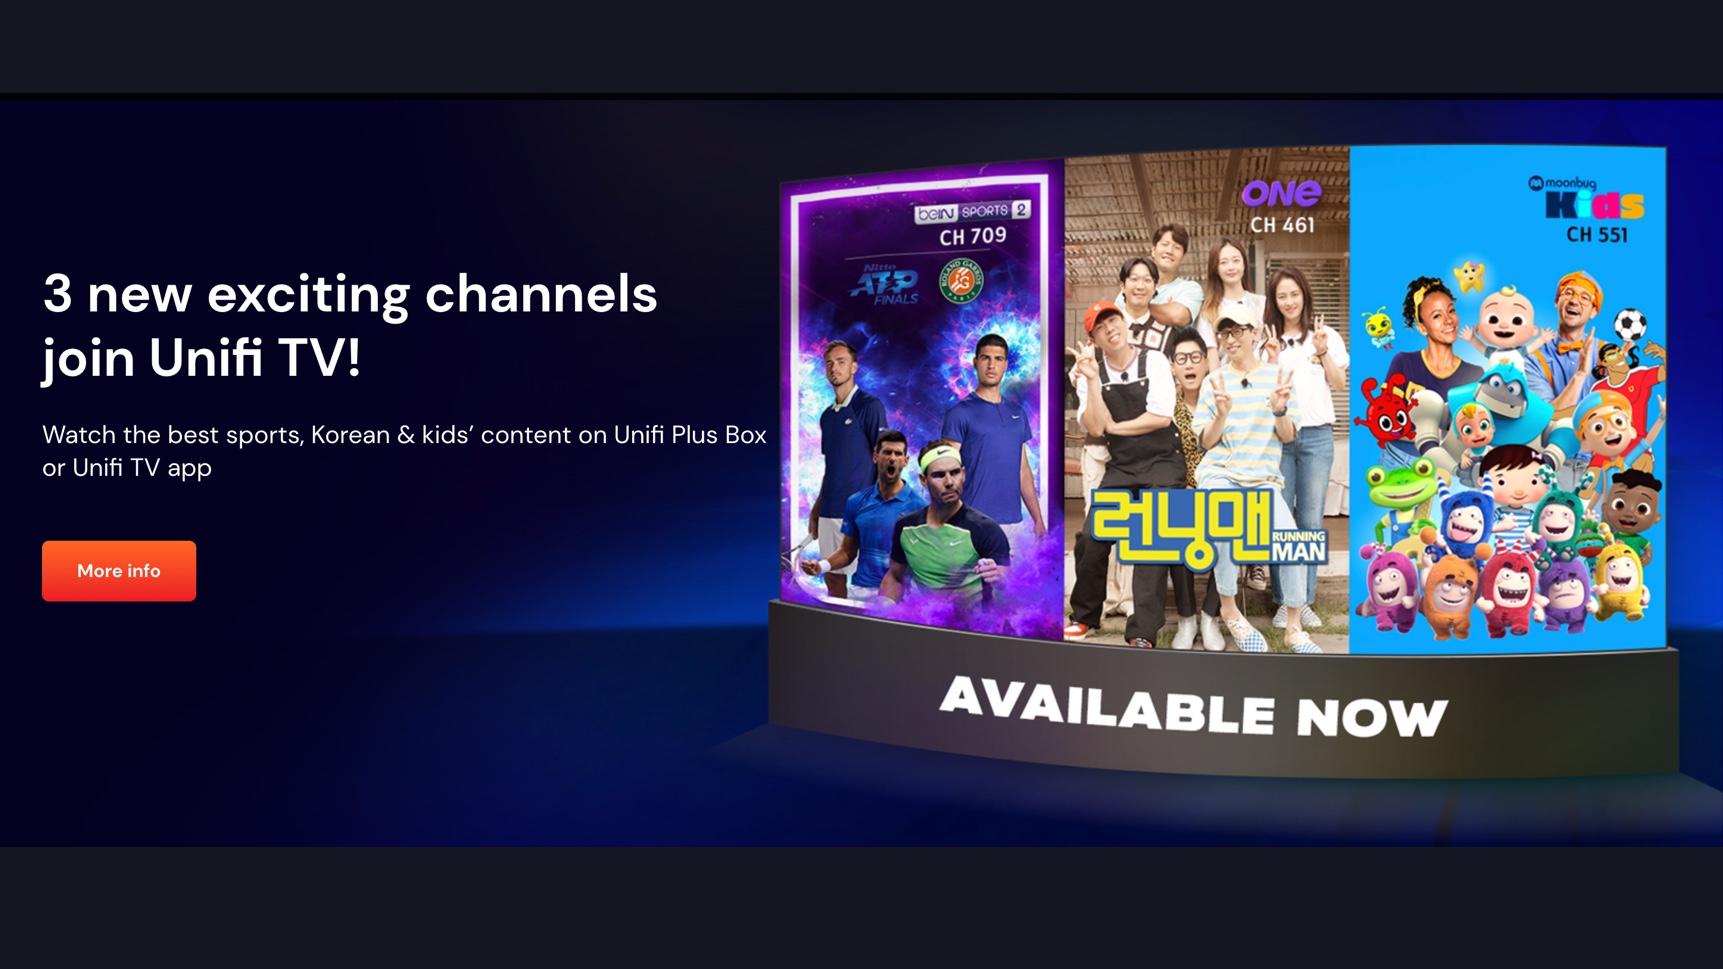 3 new exciting channels
join Unifi TV!
Watch the best sports, Korean & kids’ content on Unifi Plus Box
or Unifi TV app
More info
beIN SPORTS 2
CH 709
Nitto
ATP
FINALS
ROLAND GARROS
PARIS
ONE
CH 461
런닝맨
RUNNING
MAN
moonbug
Kids
CH 551
AVAILABLE NOW